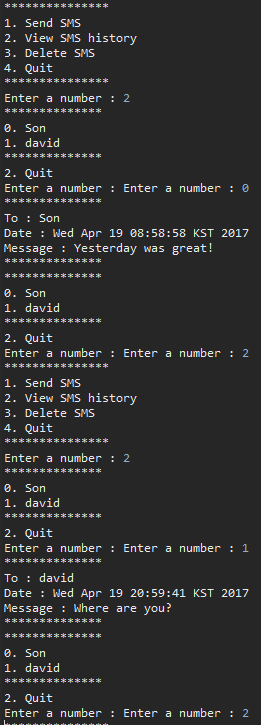 ***************
1. Send SMS
2. View SMS history
3. Delete SMS
4. Quit
***************
Enter a number : 2
**************
0. Son
1. david
**************
2. Quit
Enter a number : Enter a number : 0
**************
To : Son
Date : Wed Apr 19 08:58:58 KST 2017
Message : Yesterday was great!
**************
**************
0. Son
1. david
**************
2. Quit
Enter a number : Enter a number : 2
***************
1. Send SMS
2. View SMS history
3. Delete SMS
4. Quit
***************
Enter a number : 2
**************
0. Son
1. david
**************
2. Quit
Enter a number : Enter a number : 1
**************
To : david
Date : Wed Apr 19 20:59:41 KST 2017
Message : Where are you?
**************
**************
0. Son
1. david
**************
2. Quit
Enter a number : Enter a number : 2
***************